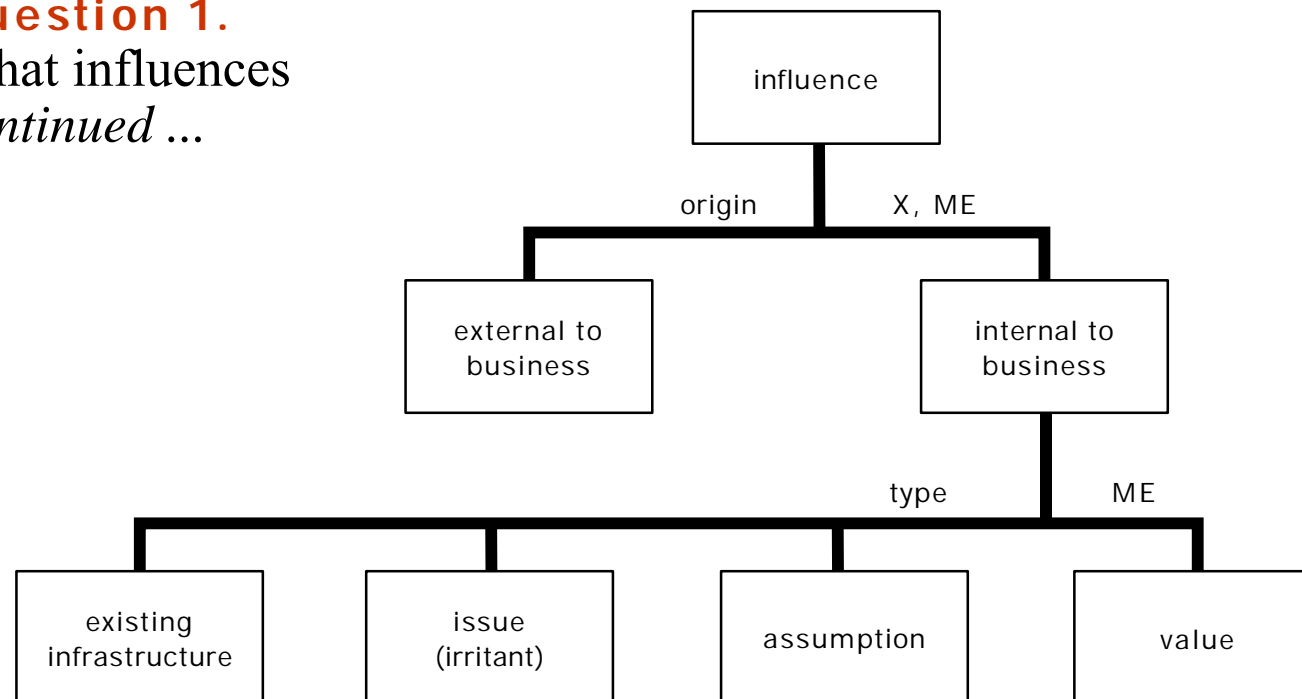 uestion 1.
hat influences
ntinued ...
influence
origin
X, ME
external to
business
internal to
business
type
ME
existing
infrastructure
issue
(irritant)
assumption
value